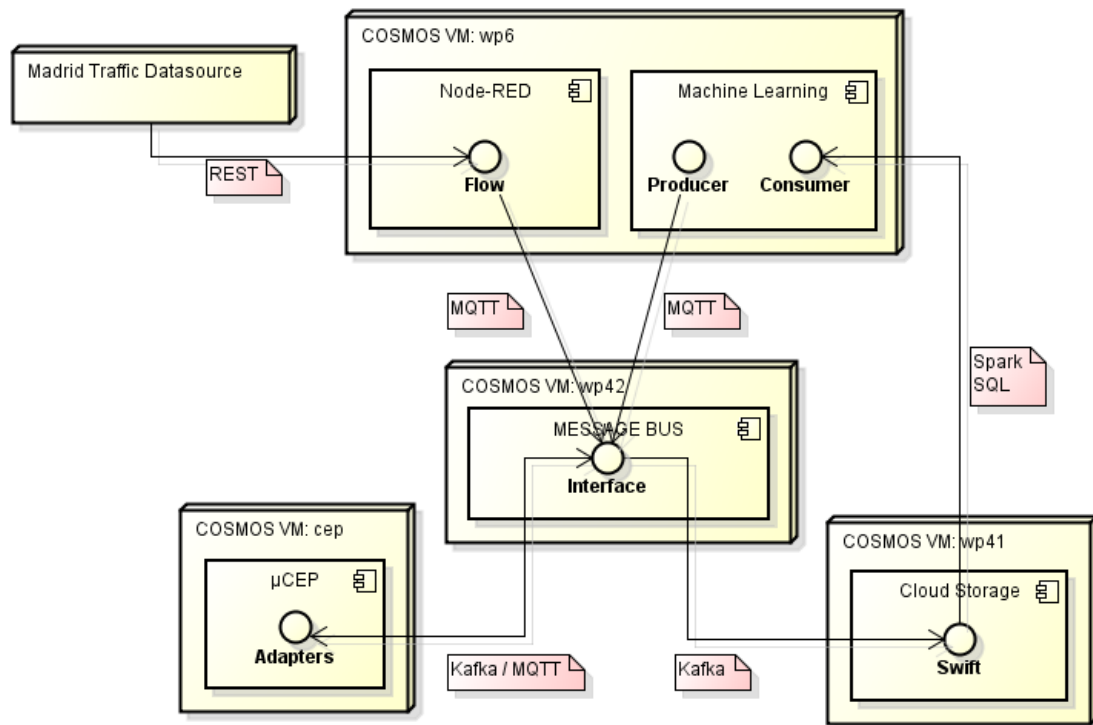 COSMOS VM: wp6
Madrid Traffic Datasource
Node-RED
Machine Learning
Flow
Producer
Consumer
REST
MQTT
MQTT
Spark
SQL
COSMOS VM: wp42
MESSAGE BUS
Interface
COSMOS VM: cep
µCEP
Adapters
COSMOS VM: wp41
Cloud Storage
Swift
Kafka / MQTT
Kafka